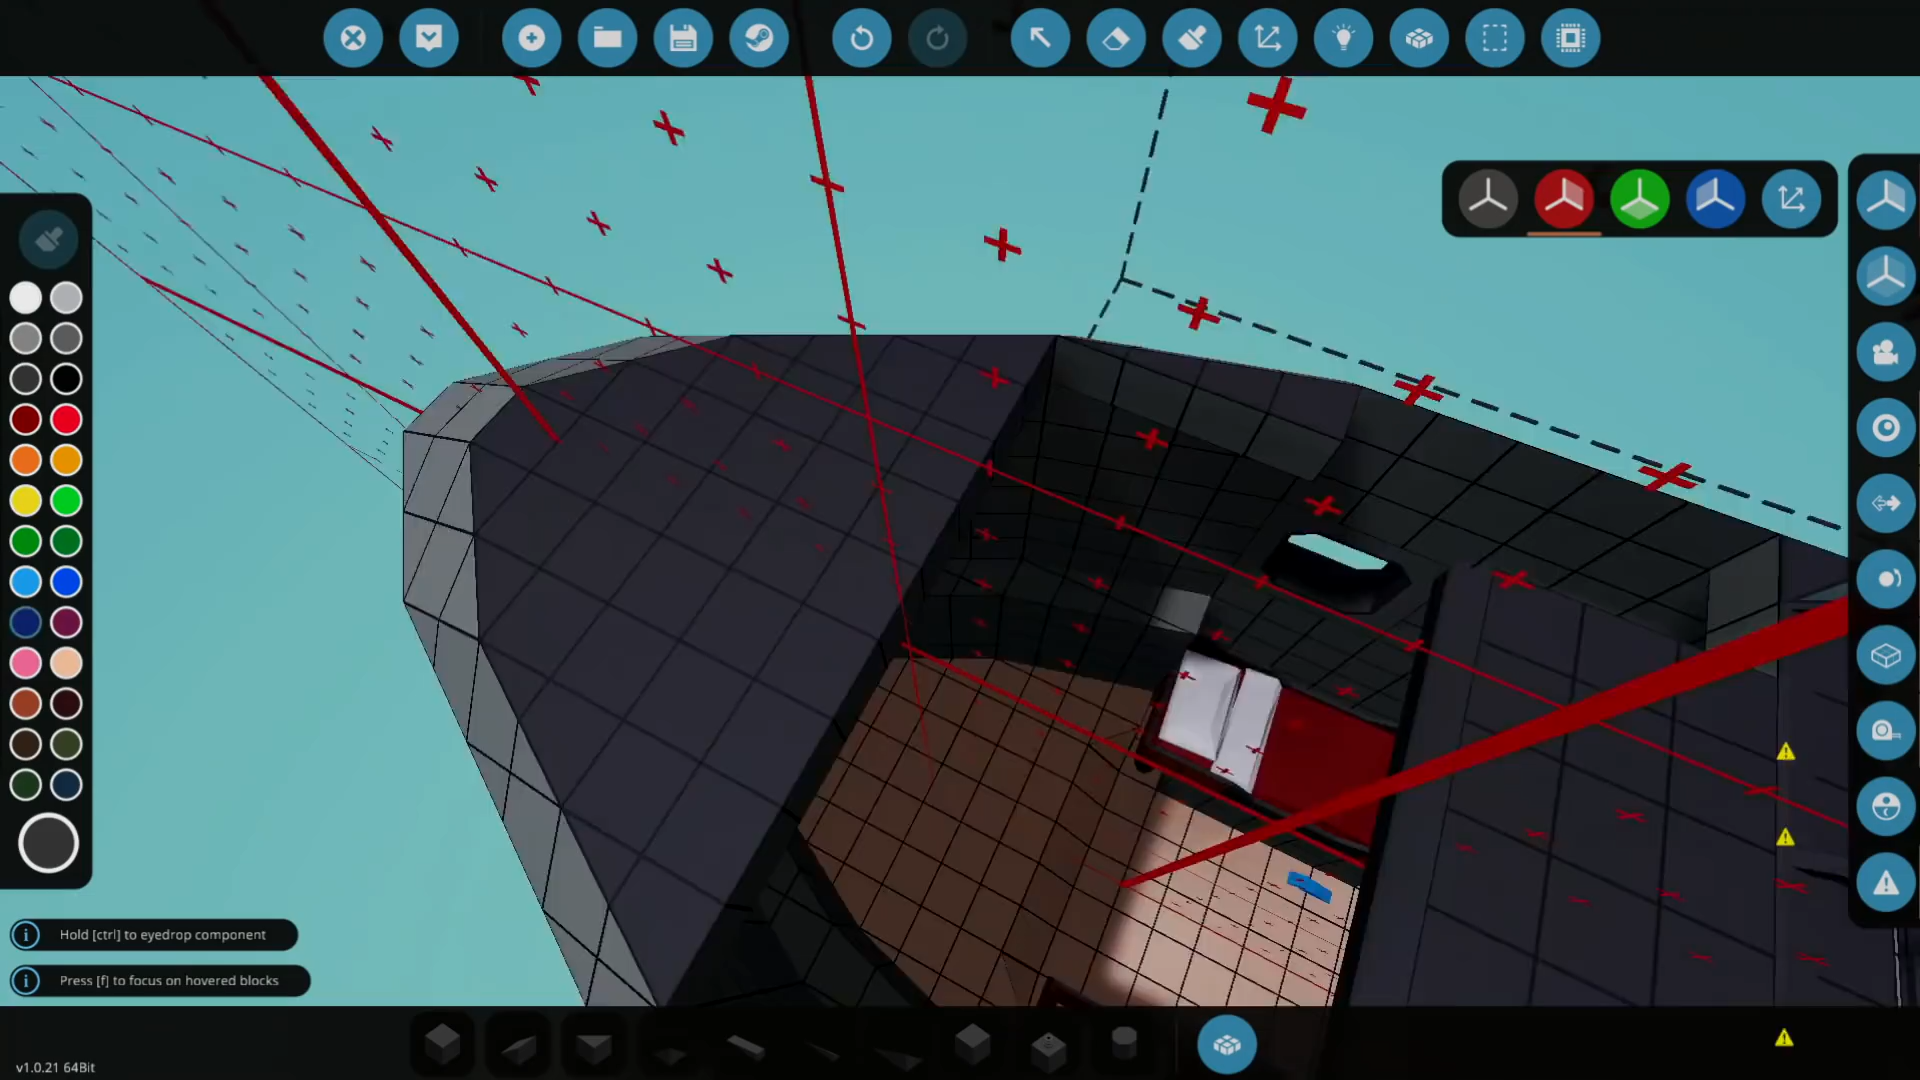 Hold [ctrl] to eyedrop component
Press [f] to focus on hovered blocks
v1.0.21 64Bit